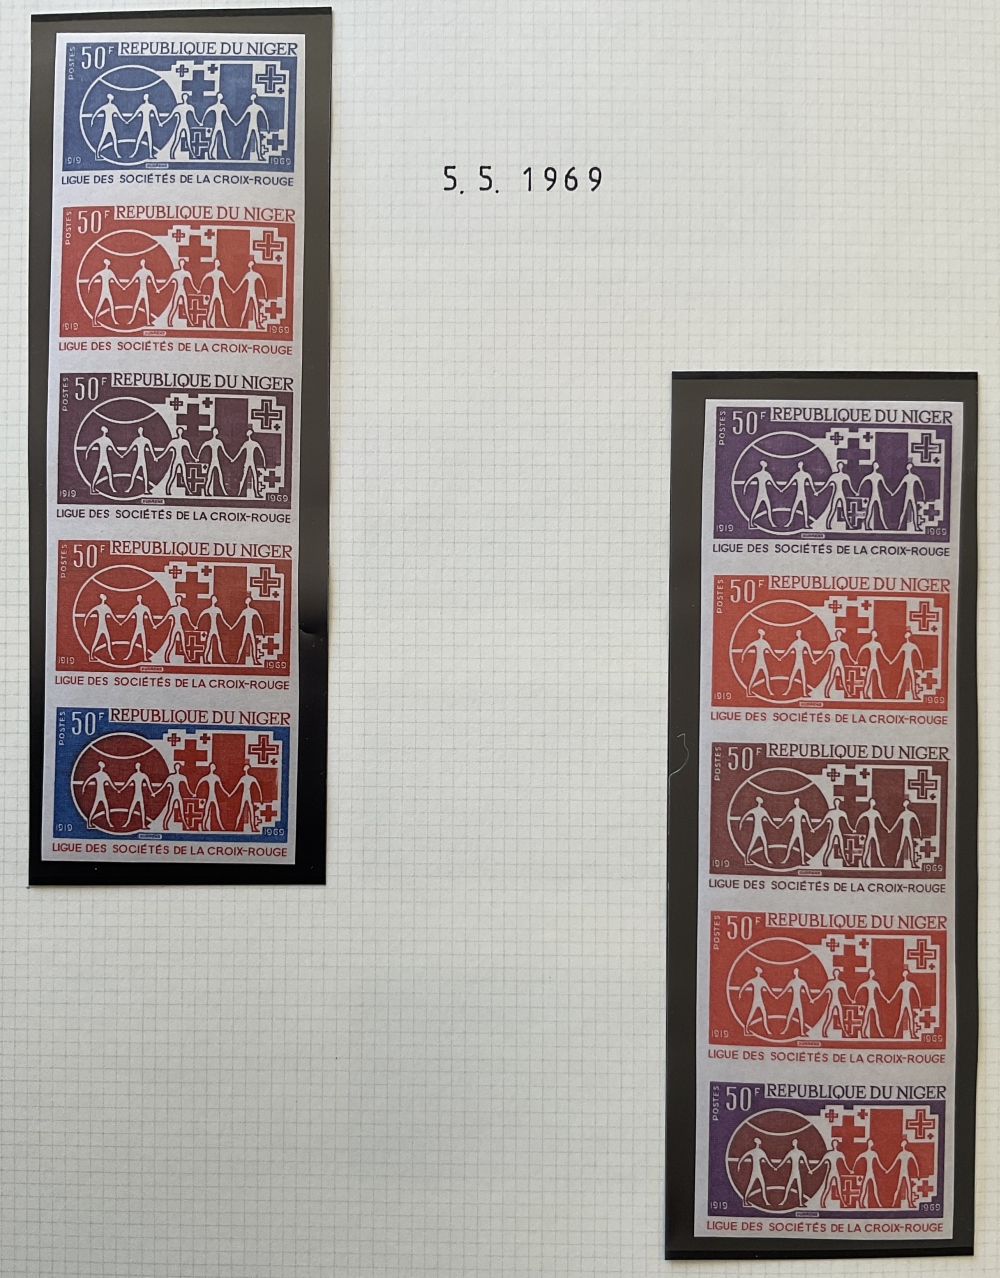 POSTES 50F REPUBLIQUE DU NIGER
1919 1969
LIGUE DES SOCIÉTÉS DE LA CROIX-ROUGE
POSTES 50F REPUBLIQUE DU NIGER
1919 1969
LIGUE DES SOCIÉTÉS DE LA CROIX-ROUGE
POSTES 50F REPUBLIQUE DU NIGER
1919 1969
LIGUE DES SOCIÉTÉS DE LA CROIX-ROUGE
POSTES 50F REPUBLIQUE DU NIGER
1919 1969
LIGUE DES SOCIÉTÉS DE LA CROIX-ROUGE
POSTES 50F REPUBLIQUE DU NIGER
1919 1969
LIGUE DES SOCIÉTÉS DE LA CROIX-ROUGE
5. 5. 1969
POSTES 50F REPUBLIQUE DU NIGER
1919 1969
LIGUE DES SOCIÉTÉS DE LA CROIX-ROUGE
POSTES 50F REPUBLIQUE DU NIGER
1919 1969
LIGUE DES SOCIÉTÉS DE LA CROIX-ROUGE
POSTES 50F REPUBLIQUE DU NIGER
1919 1969
LIGUE DES SOCIÉTÉS DE LA CROIX-ROUGE
POSTES 50F REPUBLIQUE DU NIGER
1919 1969
LIGUE DES SOCIÉTÉS DE LA CROIX-ROUGE
POSTES 50F REPUBLIQUE DU NIGER
1919 1969
LIGUE DES SOCIÉTÉS DE LA CROIX-ROUGE